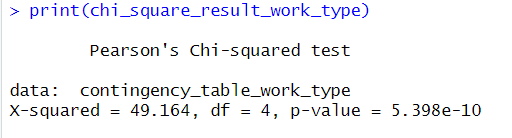 > print(chi_square_result_work_type)
Pearson's Chi-squared test
data:  contingency_table_work_type
X-squared = 49.164, df = 4, p-value = 5.398e-10